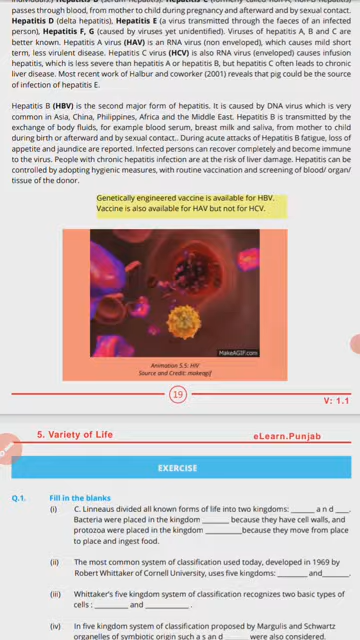 passes through blood, from mother to child during pregnancy and afterward and by sexual contact.
Hepatitis D (delta hepatitis), Hepatitis E (a virus transmitted through the faeces of an infected
person), Hepatitis F, G (caused by viruses yet unidentified). Viruses of hepatitis A, B and C are
better known. Hepatitis A virus (HAV) is an RNA virus (non enveloped), which causes mild short
term, less virulent disease. Hepatitis C virus (HCV) is also RNA virus (enveloped) causes infusion
hepatitis, which is less severe than hepatitis A or hepatitis B, but hepatitis C often leads to chronic
liver disease. Most recent work of Halbur and coworker (2001) reveals that pig could be the source
of infection of hepatitis E.
Hepatitis B (HBV) is the second major form of hepatitis. It is caused by DNA virus which is very
common in Asia, China, Philippines, Africa and the Middle East. Hepatitis B is transmitted by the
exchange of body fluids, for example blood serum, breast milk and saliva, from mother to child
during birth or afterward and by sexual contact.. During acute attacks of Hepatitis B fatigue, loss of
appetite and jaundice are reported. Infected persons can recover completely and become immune
to the virus. People with chronic hepatitis infection are at the risk of liver damage. Hepatitis can be
controlled by adopting hygienic measures, with routine vaccination and screening of blood/ organ/
tissue of the donor.
Genetically engineered vaccine is available for HBV.
Vaccine is also available for HAV but not for HCV.
MakeAGIF.com
Animation 5.5: HIV
Source and Credit: makeagif
19
V: 1.1
5. Variety of Life
eLearn.Punjab
EXERCISE
Q.1. Fill in the blanks
(i) C. Linneaus divided all known forms of life into two kingdoms: ______ a n d ___.
Bacteria were placed in the kingdom _______ because they have cell walls, and
protozoa were placed in the kingdom _________because they move from place
to place and ingest food.
(ii) The most common system of classification used today, developed in 1969 by
Robert Whittaker of Cornell University, uses five kingdoms: ________and_______.
(iii) Whittaker's five kingdom system of classification recognizes two basic types of
cells : _________ and ___________.
(iv) In five kingdom system of classification proposed by Margulis and Schwartz
organelles of symbiotic origin such a s an d ______ were also considered.